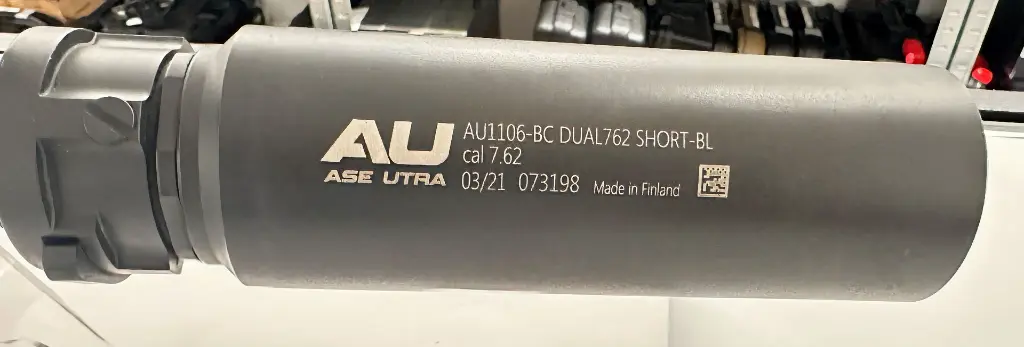 AU
ASE UTRA
AU1106-BC DUAL762 SHORT-BL
cal 7.62
03/21 073198 Made in Finland